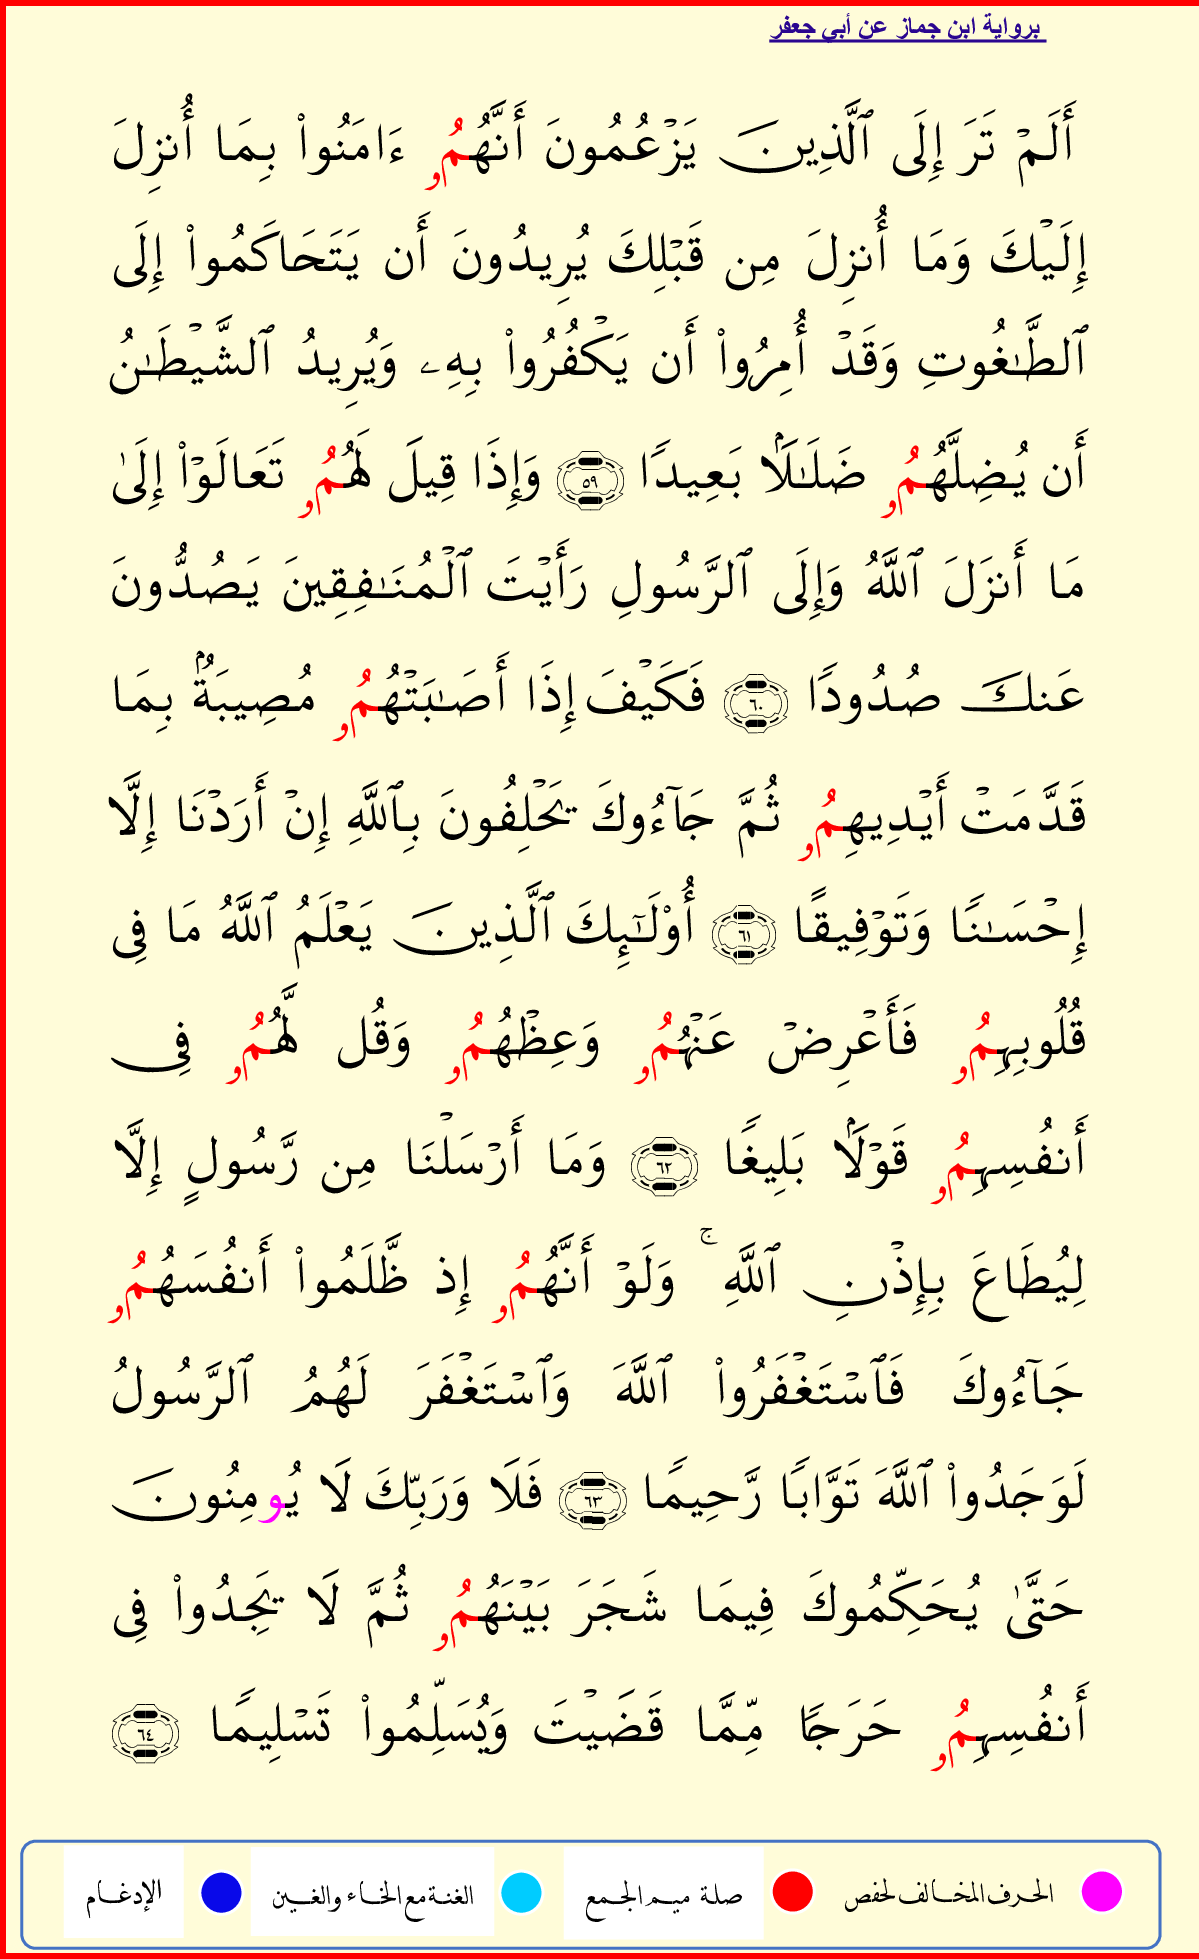 برواية ابن جماز عن أبي جعفر
أَلَمۡ تَرَ إِلَى ٱلَّذِينَ يَزۡعُمُونَ أَنَّهُمُۥ ءَامَنُواْ بِمَا أُنزِلَ
إِلَيۡكَ وَمَا أُنزِلَ مِن قَبۡلِكَ يُرِيدُونَ أَن يَتَحَاكَمُواْ إِلَى
ٱلطَّٰغُوتِ وَقَدۡ أُمِرُواْ أَن يَكۡفُرُواْ بِهِۦ وَيُرِيدُ ٱلشَّيۡطَٰنُ
أَن يُضِلَّهُمُۥ ضَلَٰلَۢا بَعِيدٗا ٥٩ وَإِذَا قِيلَ لَهُمُۥ تَعَالَوۡاْ إِلَىٰ
مَا أَنزَلَ ٱللَّهُ وَإِلَى ٱلرَّسُولِ رَأَيۡتَ ٱلۡمُنَٰفِقِينَ يَصُدُّونَ
عَنكَ صُدُودٗا ٦٠ فَكَيۡفَ إِذَا أَصَٰبَتۡهُمُۥ مُصِيبَةُۢ بِمَا
قَدَّمَتۡ أَيۡدِيهِمُۥ ثُمَّ جَآءُوكَ يَحۡلِفُونَ بِٱللَّهِ إِنۡ أَرَدۡنَا إِلَّا
إِحۡسَٰنٗا وَتَوۡفِيقًا ٦١ أُوْلَٰٓئِكَ ٱلَّذِينَ يَعۡلَمُ ٱللَّهُ مَا فِي
قُلُوبِهِمُۥ فَأَعۡرِضۡ عَنۡهُمُۥ وَعِظۡهُمُۥ وَقُل لَّهُمُۥ فِي
أَنفُسِهِمُۥ قَوۡلَۢا بَلِيغٗا ٦٢ وَمَا أَرۡسَلۡنَا مِن رَّسُولٍ إِلَّا
لِيُطَاعَ بِإِذۡنِ ٱللَّهِۚ وَلَوۡ أَنَّهُمُۥ إِذ ظَّلَمُواْ أَنفُسَهُمُۥ
جَآءُوكَ فَٱسۡتَغۡفَرُواْ ٱللَّهَ وَٱسۡتَغۡفَرَ لَهُمُ ٱلرَّسُولُ
لَوَجَدُواْ ٱللَّهَ تَوَّابٗا رَّحِيمٗا ٦٣ فَلَا وَرَبِّكَ لَا يُومِنُونَ
حَتَّىٰ يُحَكِّمُوكَ فِيمَا شَجَرَ بَيۡنَهُمُۥ ثُمَّ لَا يَجِدُواْ فِي
أَنفُسِهِمُۥ حَرَجٗا مِّمَّا قَضَيۡتَ وَيُسَلِّمُواْ تَسۡلِيمٗا ٦٤
الحرف المخالف لحفص صلة ميم الجمع الغنة مع الخاء والغين الإدغام